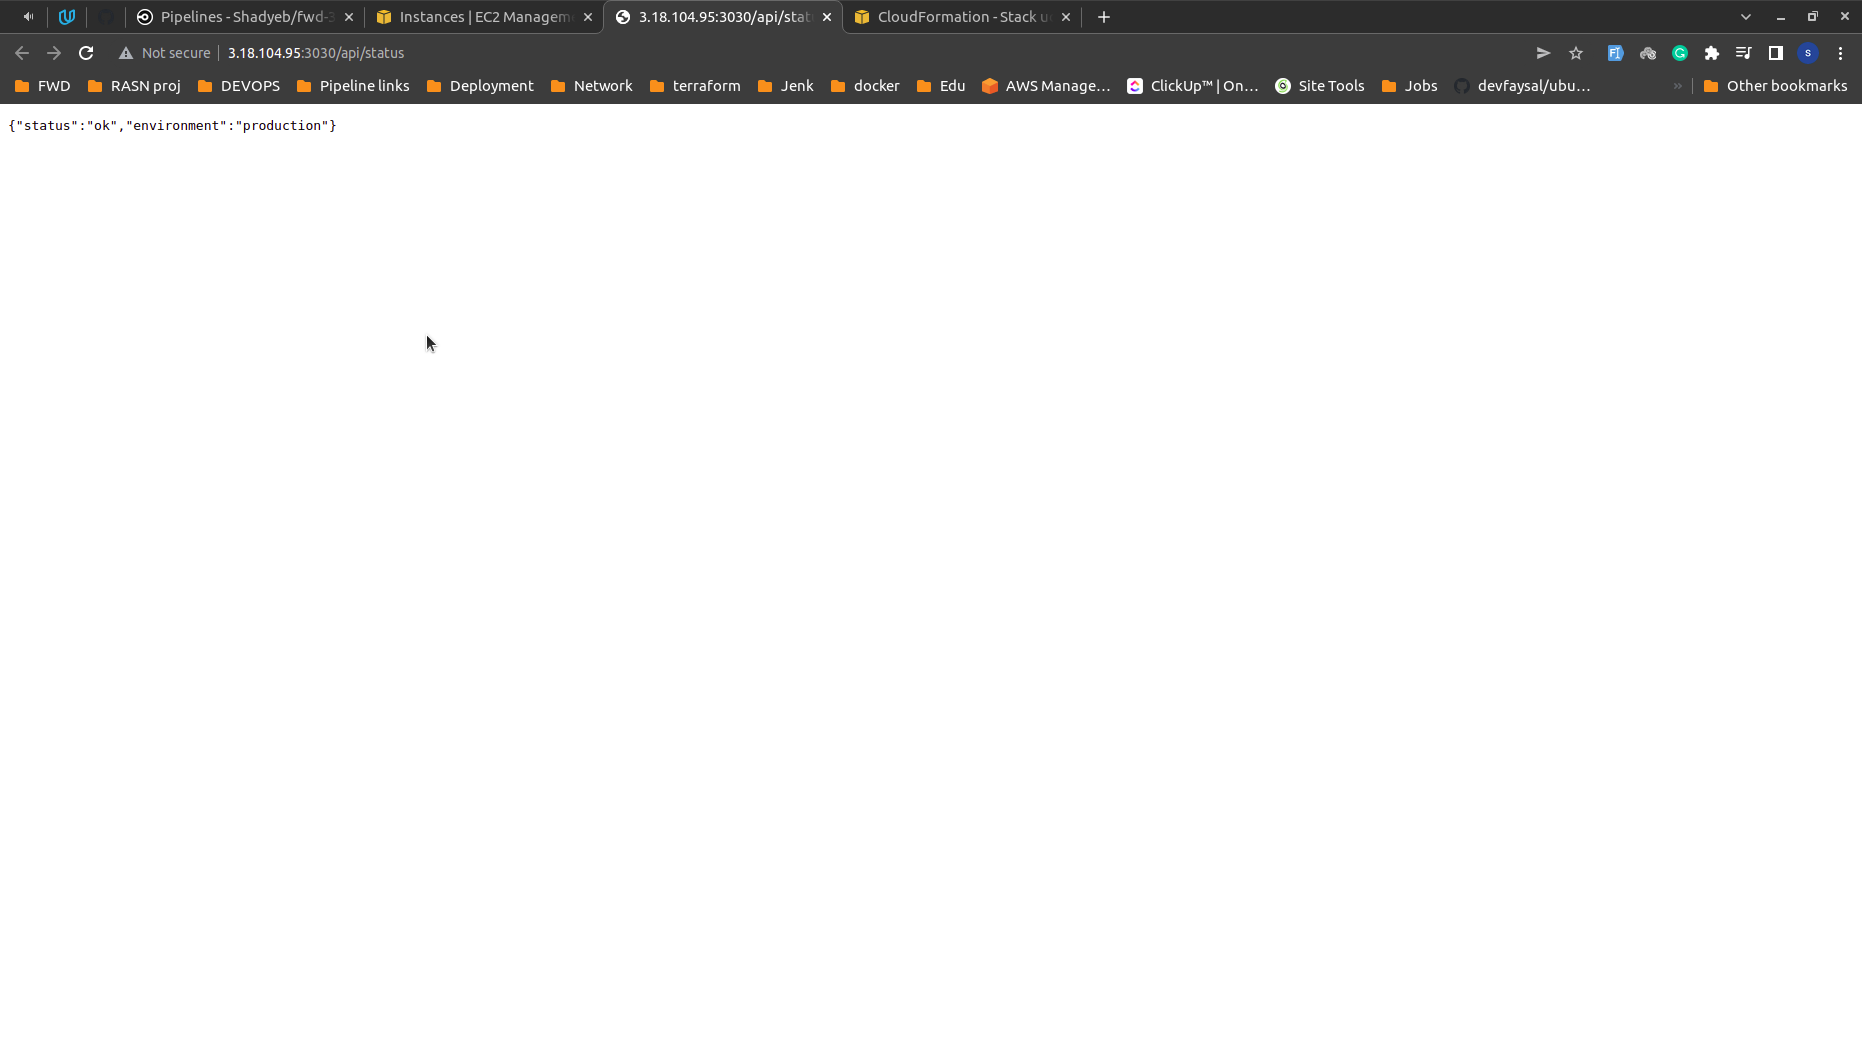 Pipelines - Shadyeb/fwd-3
Instances | EC2 Managem
3.18.104.95:3030/api/stat
CloudFormation - Stack u
Not secure
3.18.104.95:3030/api/status
S
FWD
RASN proj
DEVOPS
Pipeline links
Deployment
Network
terraform
Jenk
docker
Edu
AWS Manage...
ClickUp™ | On...
Site Tools
Jobs
devfaysal/ubu...
»
Other bookmarks
{"status":"ok","environment":"production"}